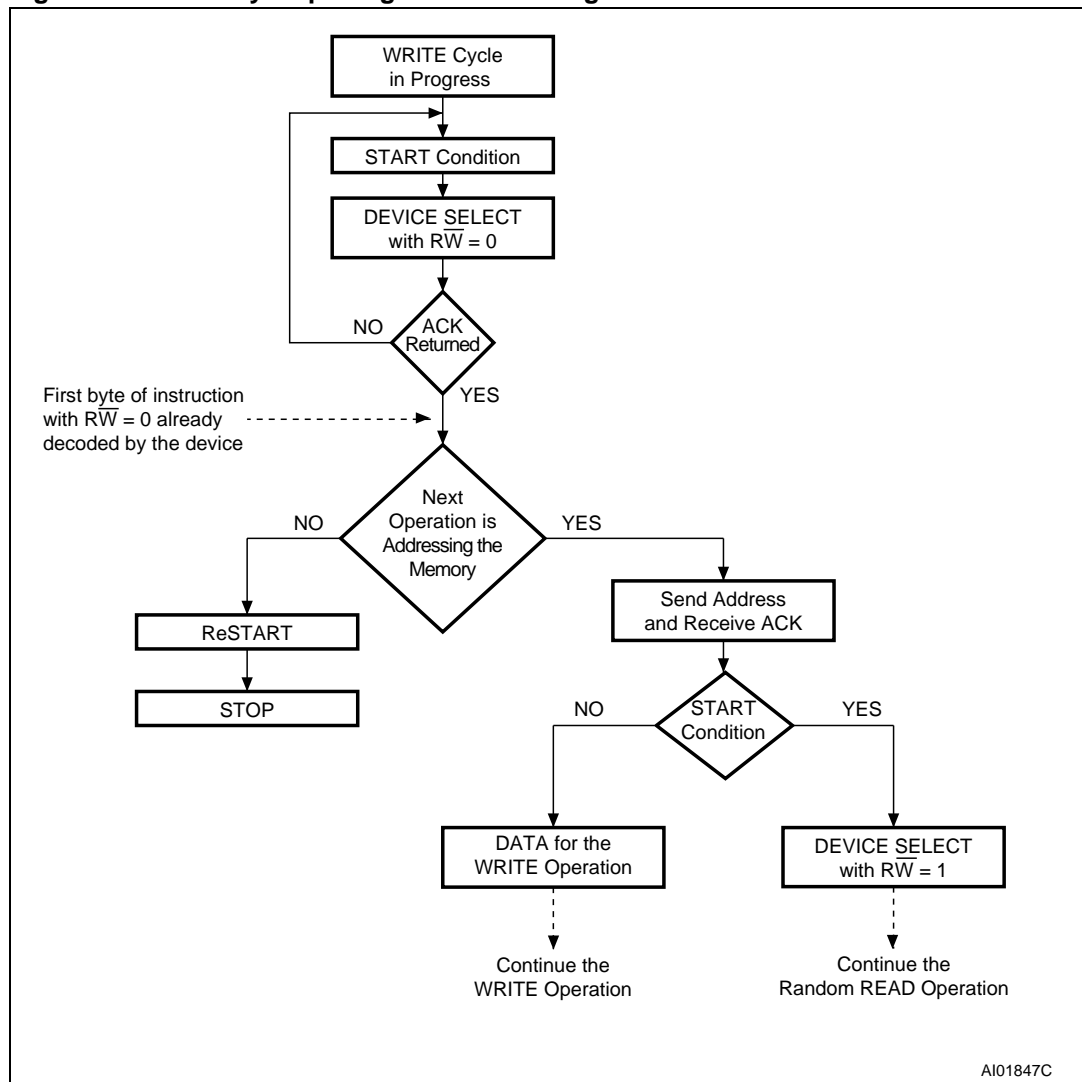 WRITE Cycle
in Progress
START Condition
DEVICE SELECT
with RW̅ = 0
NO
ACK
Returned
YES
First byte of instruction
with RW̅ = 0 already
decoded by the device
NO
Next
Operation is
Addressing the
Memory
YES
Send Address
and Receive ACK
ReSTART
STOP
NO
START
Condition
YES
DATA for the
WRITE Operation
DEVICE SELECT
with RW̅ = 1
Continue the
WRITE Operation
Continue the
Random READ Operation
AI01847C